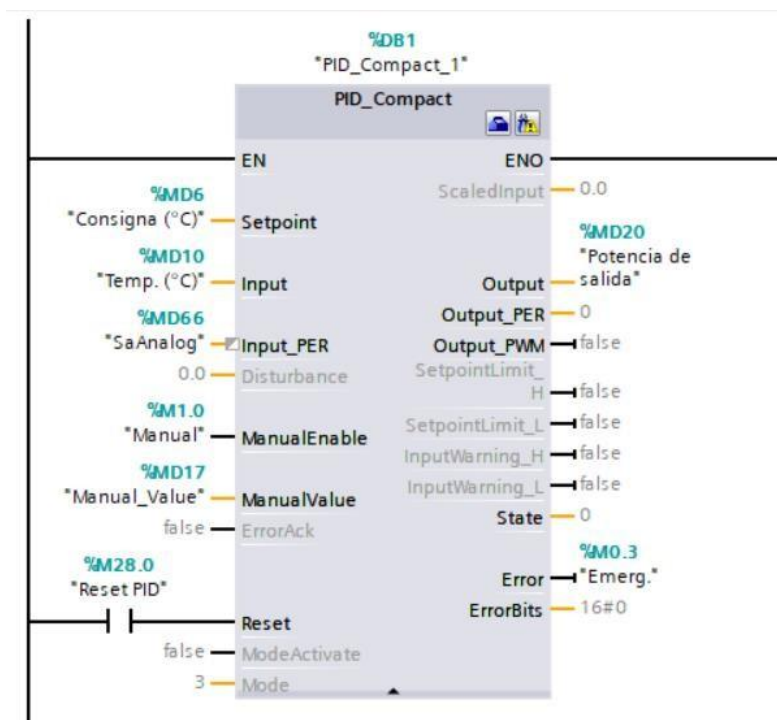 %DB1
"PID_Compact_1"
PID_Compact
EN ENO
ScaledInput 0.0
%MD6
"Consigna (°C)" Setpoint
%MD20
"Potencia de
%MD10
"Temp. (°C)" Input Output salida"
Output_PER 0
%MD66
"SaAnalog" Input_PER Output_PWM false
0.0 Disturbance SetpointLimit_
H false
%M1.0
"Manual" ManualEnable SetpointLimit_L false
InputWarning_H false
%MD17
"Manual_Value" ManualValue InputWarning_L false
false ErrorAck State 0
%M28.0
"Reset PID"
%M0.3
Error "Emerg."
Reset ErrorBits 16#0
false ModeActivate
3 Mode